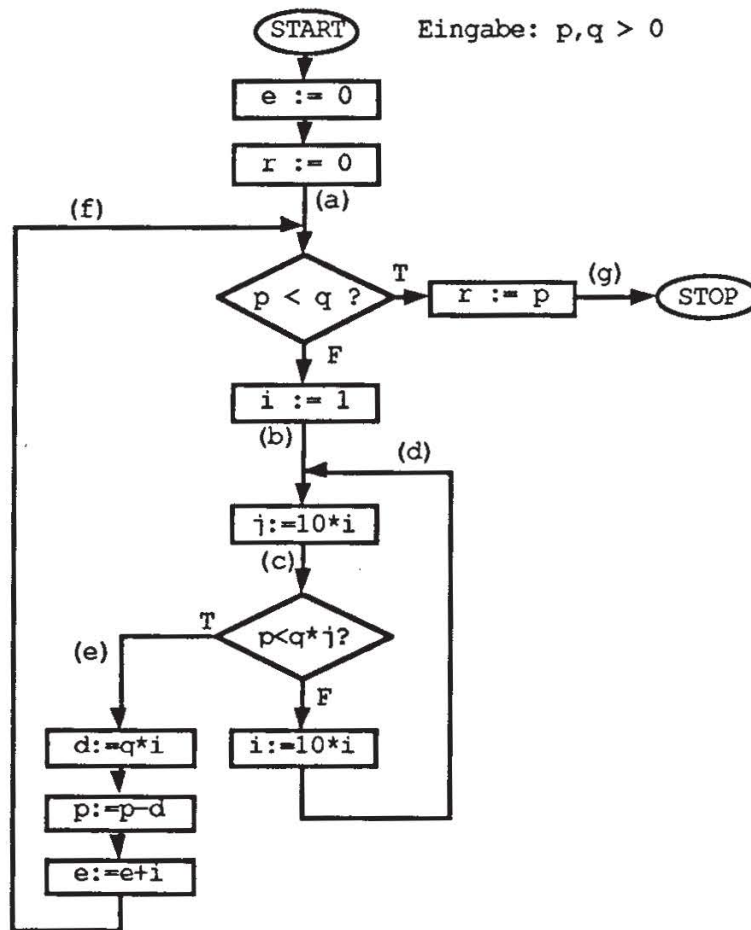 START
Eingabe: p,q > 0
e := 0
r := 0
(a)
(f)
p < q ?
T
r := p
(g)
STOP
F
i := 1
(b)
(d)
j:=10*i
(c)
p<q*j?
T
(e)
F
d:=q*i
i:=10*i
p:=p-d
e:=e+i